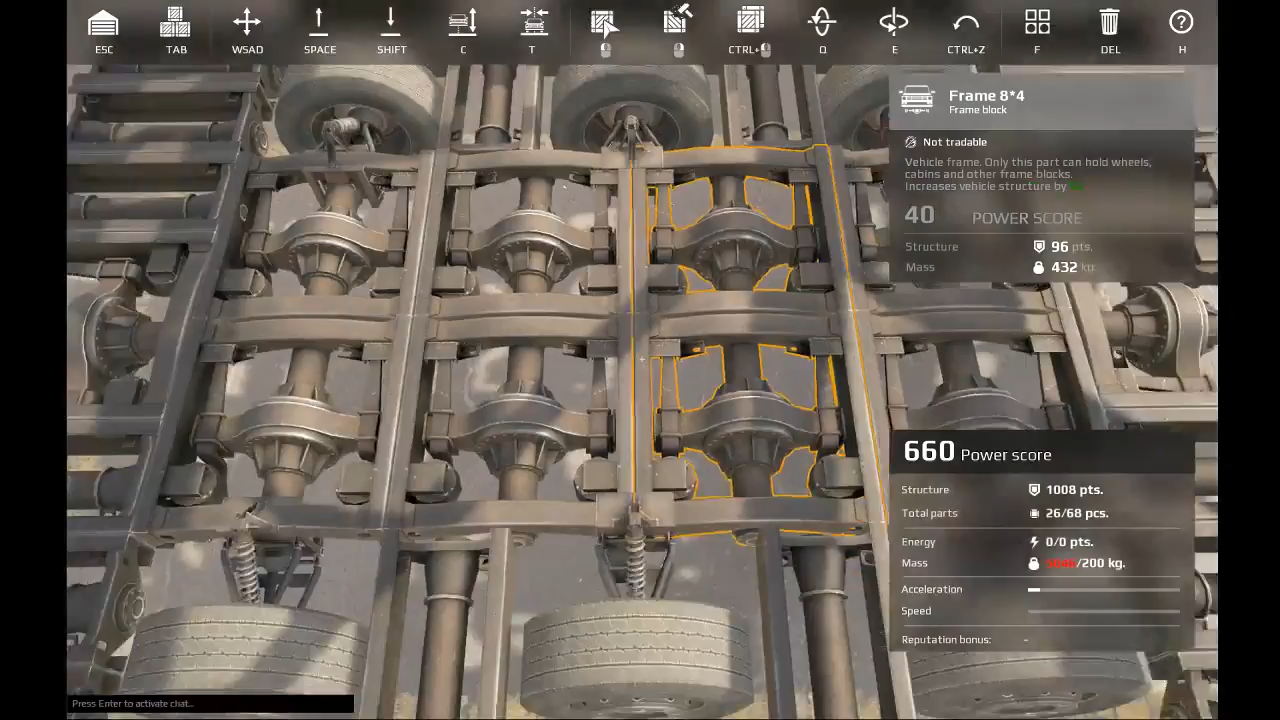 ESC
TAB
WSAD
SPACE
SHIFT
C
T
CTRL+
Q
E
CTRL+Z
F
DEL
H
Frame 8*4
Frame block
Not tradable
Vehicle frame. Only this part can hold wheels,
cabins and other frame blocks.
Increases vehicle structure by
40 POWER SCORE
Structure 96 pts.
Mass 432 kg.
660 Power score
Structure 1008 pts.
Total parts 26/68 pcs.
Energy 0/0 pts.
Mass /200 kg.
Acceleration
Speed
Reputation bonus: -
Press Enter to activate chat...